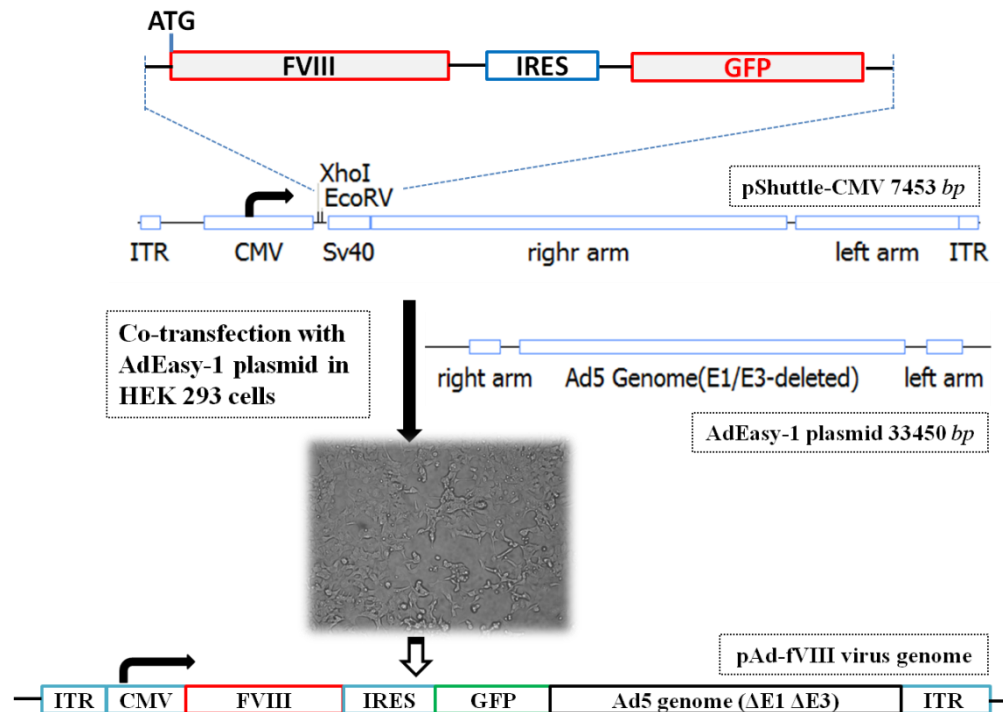 ATG
FVIII IRES GFP
XhoI
EcoRV
pShuttle-CMV 7453 bp
ITR CMV Sv40 righr arm left arm ITR
Co-transfection with
AdEasy-1 plasmid in
HEK 293 cells
right arm Ad5 Genome(E1/E3-deleted) left arm
AdEasy-1 plasmid 33450 bp
pAd-fVIII virus genome
ITR CMV FVIII IRES GFP Ad5 genome (ΔE1 ΔE3) ITR